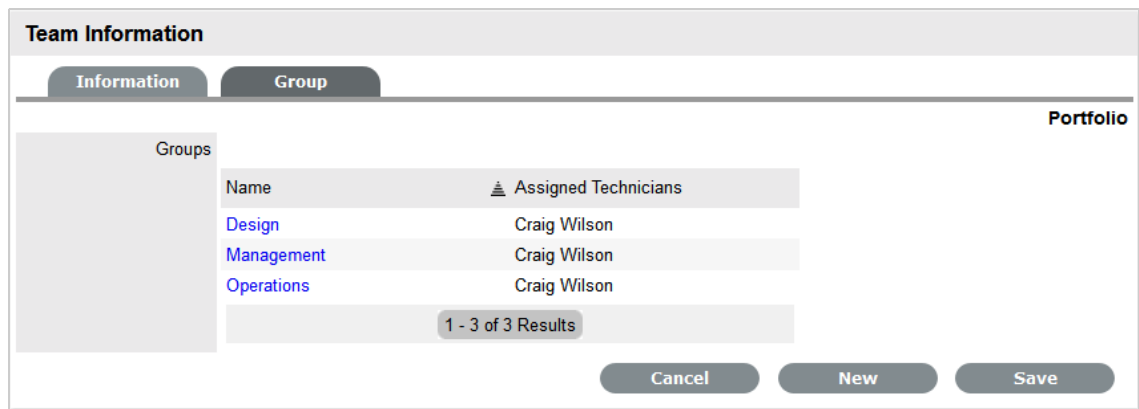 Team Information
Information Group
Portfolio
Groups
Name Assigned Technicians
Design Craig Wilson
Management Craig Wilson
Operations Craig Wilson
1 - 3 of 3 Results
Cancel New Save